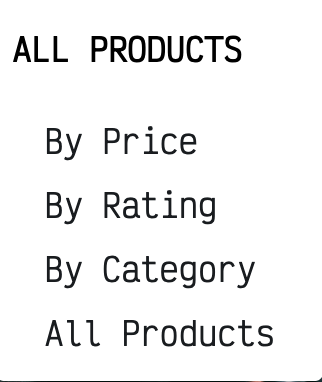 ALL PRODUCTS
By Price
By Rating
By Category
All Products